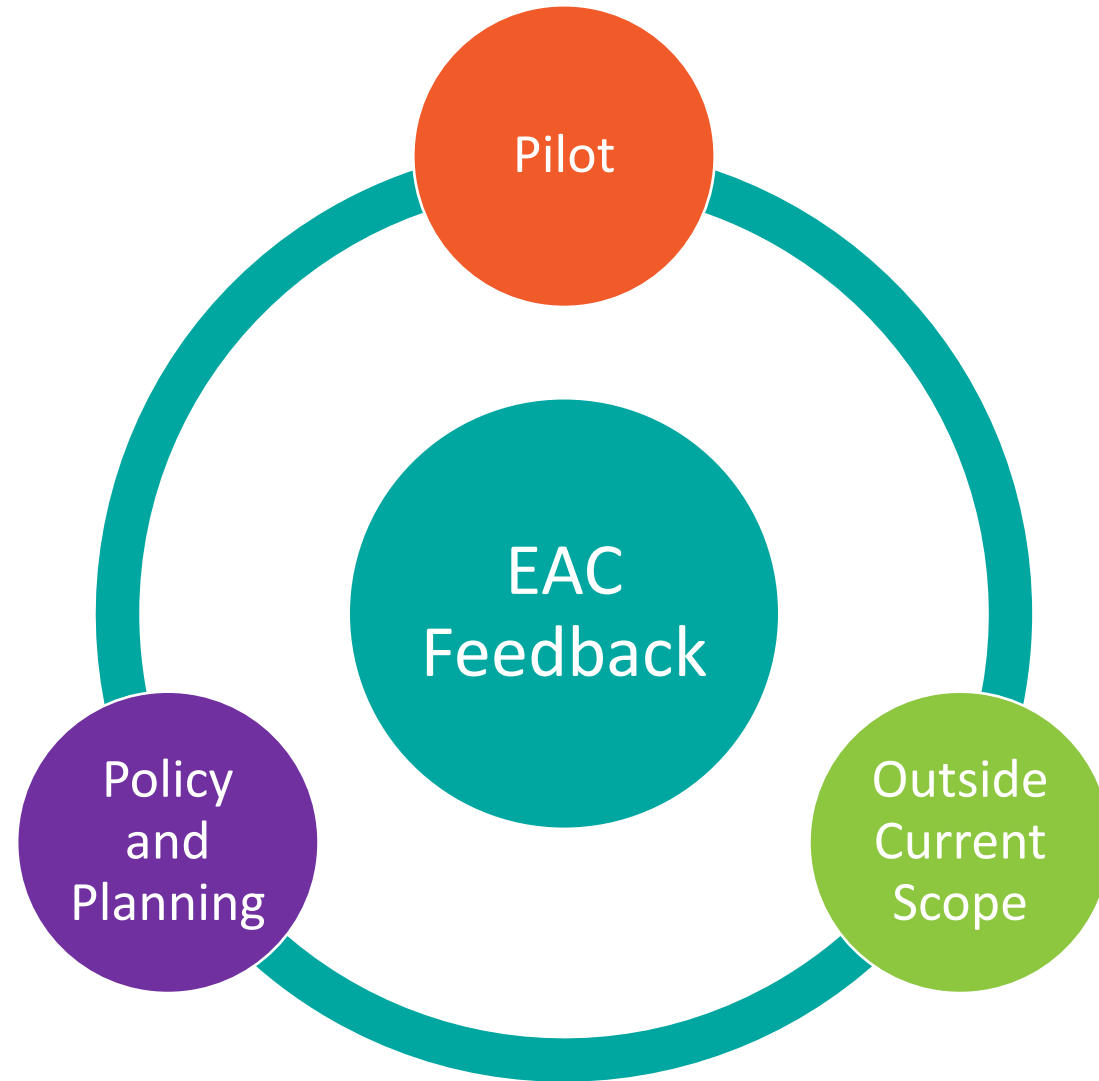 Pilot
EAC
Feedback
Policy
and
Planning
Outside
Current
Scope